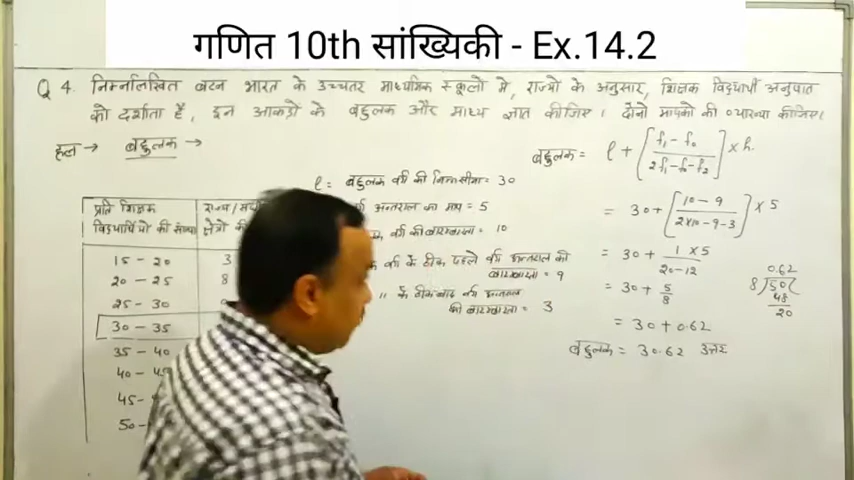 गणित 10th सांख्यिकी - Ex.14.2
Q 4. निम्नलिखित बंटन भारत के उच्चतर माध्यमिक स्कूलों में, राज्यों के अनुसार, शिक्षक विद्यार्थी अनुपात
को दर्शाता है, इन आकड़ो के बहुलक और माध्य ज्ञात कीजिए। दोनों मापकों की व्याख्या कीजिए।
हल → बहुलक →
बहुलक = l + [f₁ - f₀ / 2f₁ - f₀ - f₂] × h.
l = बहुलक वर्ग की निम्न सीमा = 30
अन्तराल का माप = 5
वर्ग की बारम्बारता = 10
वर्ग के ठीक पहले वर्ग अन्तराल की
बारम्बारता = 9
" के ठीक बाद वर्ग अन्तराल
की बारम्बारता = 3
प्रति शिक्षक
विद्यार्थियो की संख्या
राज्य/
क्षेत्रों की
15 - 20 3
20 - 25 8
25 - 30
30 - 35
35 - 40
40 -
45 -
50 -
= 30 + [10 - 9 / 2×10 - 9 - 3] × 5
= 30 + 1 × 5 / 20 - 12
= 30 + 5/8
= 30 + 0.62
बहुलक = 30.62 उत्तर
0.62
8 ) 50 (
48
20